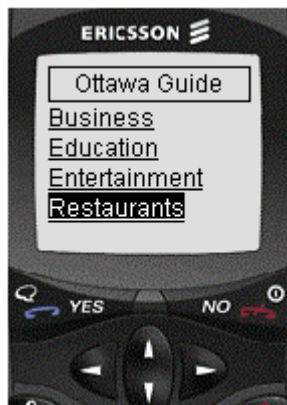 ERICSSON
Ottawa Guide
Business
Education
Entertainment
Restaurants
YES NO